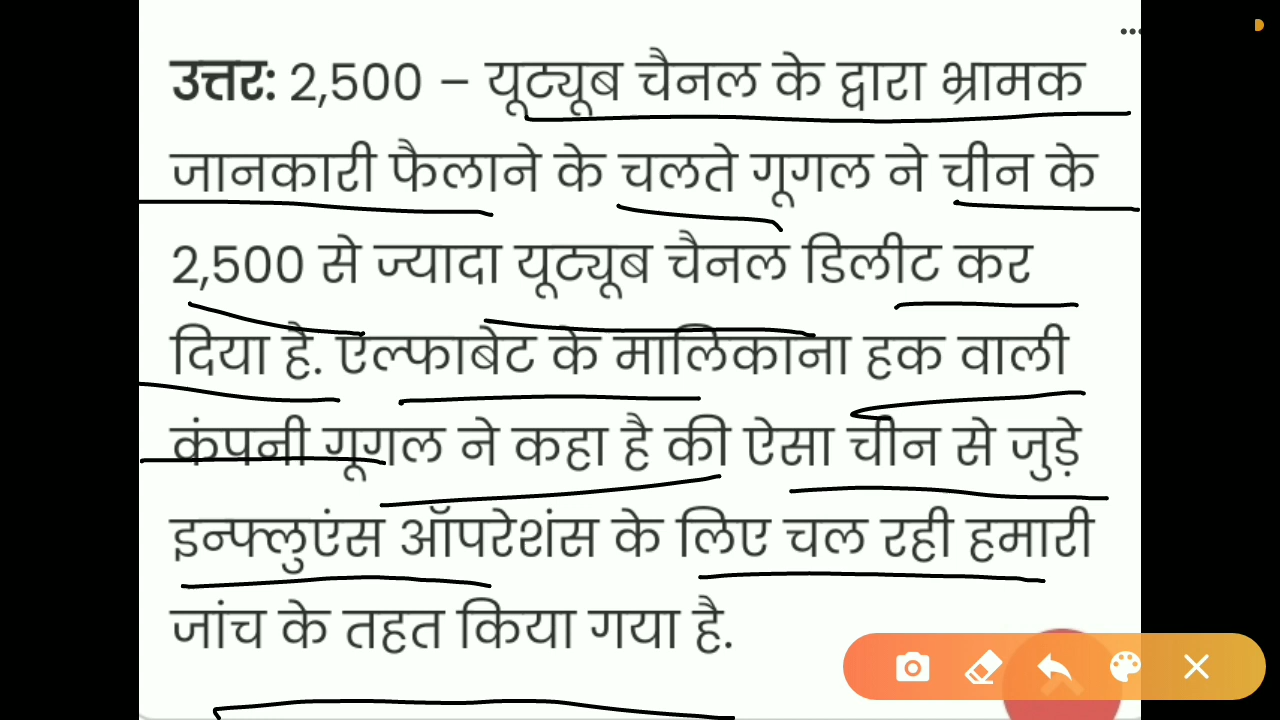 उत्तर: 2,500 – यूट्यूब चैनल के द्वारा भ्रामक
जानकारी फैलाने के चलते गूगल ने चीन के
2,500 से ज्यादा यूट्यूब चैनल डिलीट कर
दिया है. एल्फाबेट के मालिकाना हक वाली
कंपनी गूगल ने कहा है की ऐसा चीन से जुड़े
इन्फ्लुएंस ऑपरेशंस के लिए चल रही हमारी
जांच के तहत किया गया है.